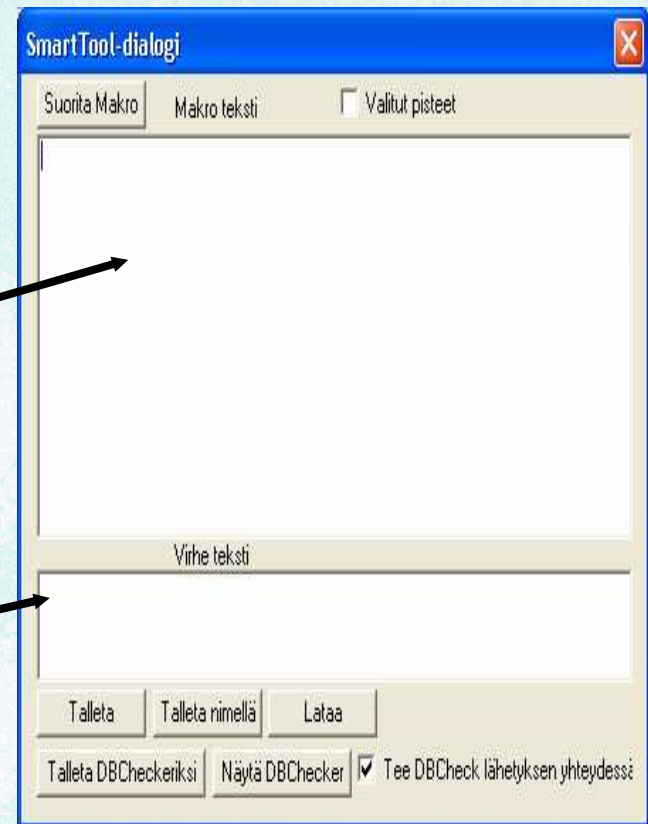 SmartTool-dialogi
Suorita Makro Makro teksti Valitut pisteet
Virhe teksti
Talleta Talleta nimellä Lataa
Talleta DBCheckeriksi Näytä DBChecker Tee DBCheck lähetyksen yhteydessä